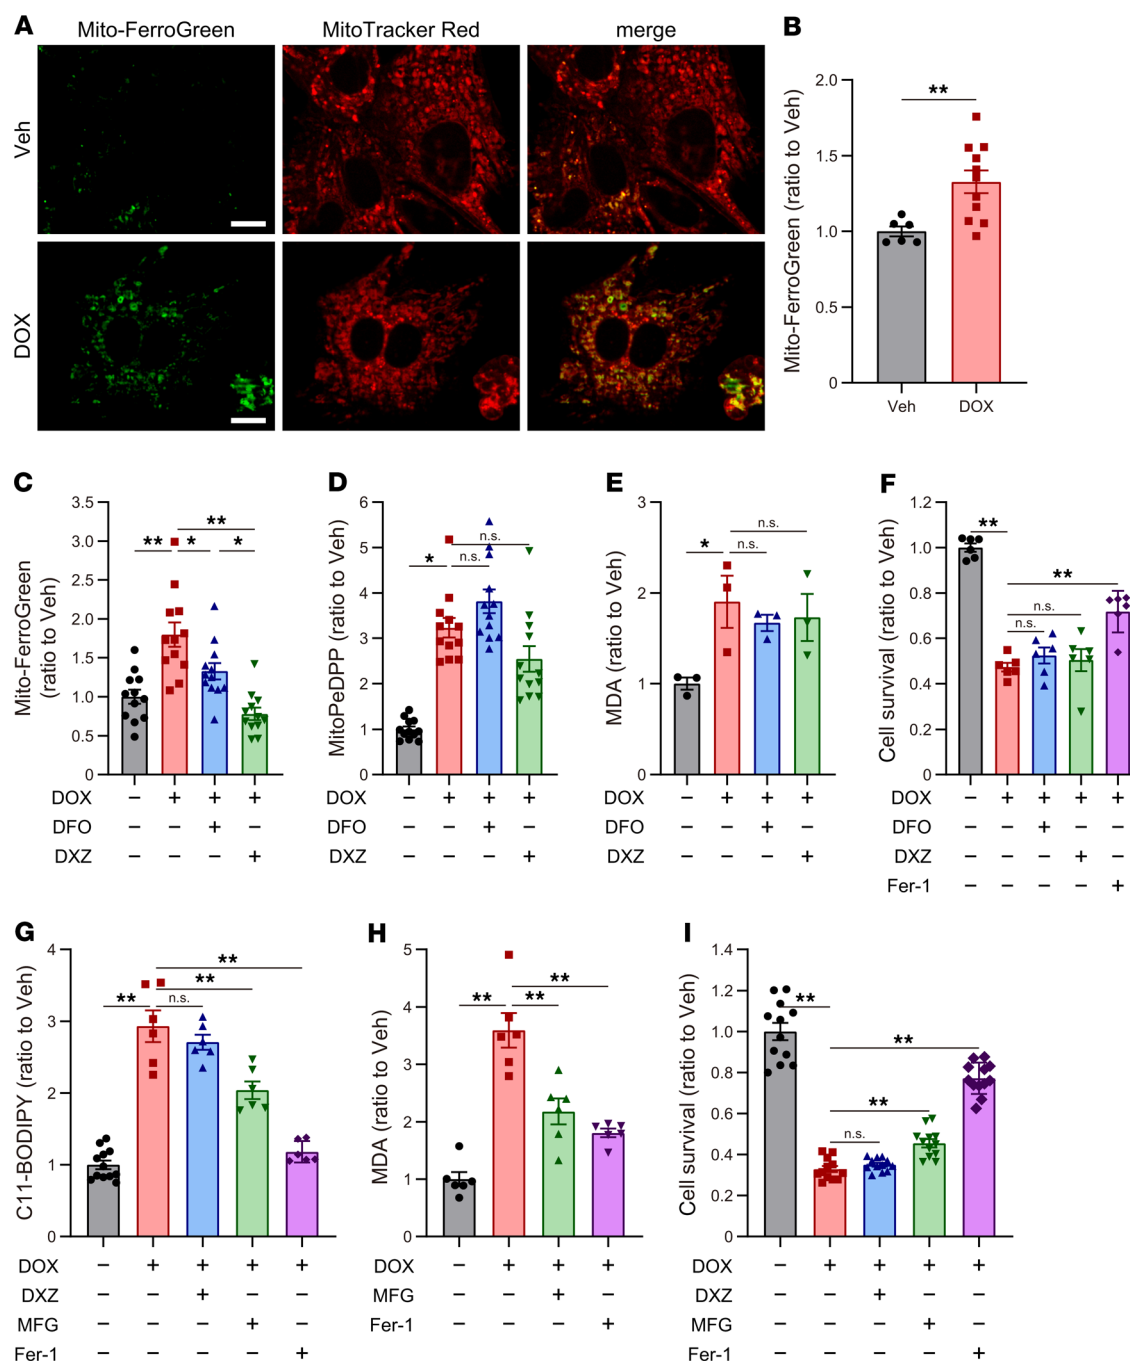 A
Mito-FerroGreen
MitoTracker Red
merge
Veh
DOX
B
Mito-FerroGreen (ratio to Veh)
2.0
1.5
1.0
0.5
0
**
Veh
DOX
C
Mito-FerroGreen
(ratio to Veh)
3.5
3.0
2.5
2.0
1.5
1.0
0.5
0
**
** * *
DOX − + + +
DFO − − + −
DXZ − − − +
D
MitoPeDPP (ratio to Veh)
6
5
4
3
2
1
0
n.s.
* n.s.
DOX − + + +
DFO − − + −
DXZ − − − +
E
MDA (ratio to Veh)
3
2
1
0
n.s.
* n.s.
DOX − + + +
DFO − − + −
DXZ − − − +
F
Cell survival (ratio to Veh)
1.2
1.0
0.8
0.6
0.4
0.2
0
**
**
n.s.
n.s.
DOX − + + + +
DFO − − + − −
DXZ − − − + −
Fer-1 − − − − +
G
C11-BODIPY (ratio to Veh)
4
3
2
1
0
**
**
** n.s.
DOX − + + + +
DXZ − − + − −
MFG − − − + −
Fer-1 − − − − +
H
MDA (ratio to Veh)
5
4
3
2
1
0
**
** **
DOX − + + +
MFG − − + −
Fer-1 − − − +
I
Cell survival (ratio to Veh)
1.4
1.2
1.0
0.8
0.6
0.4
0.2
0
**
**
**
n.s.
DOX − + + + +
DXZ − − + − −
MFG − − − + −
Fer-1 − − − − +